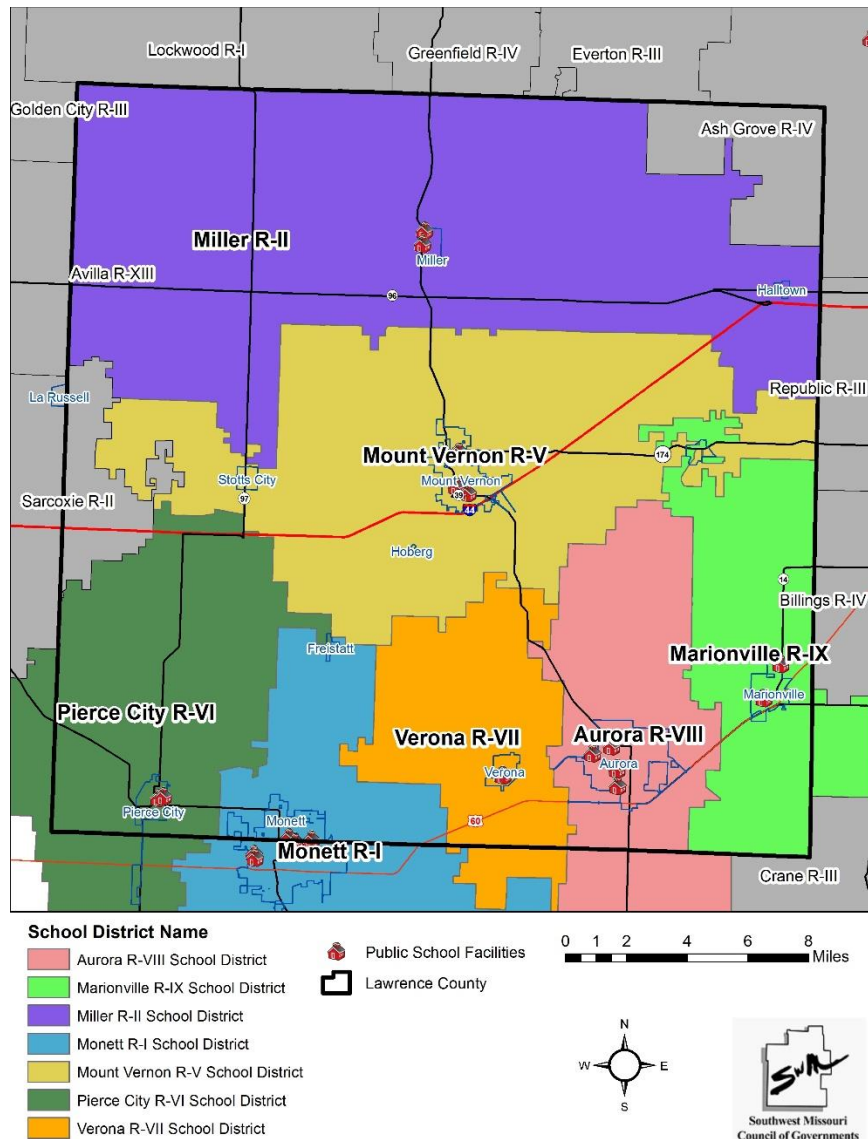 Lockwood R-I
Greenfield R-IV
Everton R-III
Golden City R-III
Ash Grove R-IV
Miller R-II
Miller
Avilla R-XIII
96
Halltown
La Russell
Republic R-III
Mount Vernon R-V
174
Stotts City
Mount Vernon
97
39
Sarcoxie R-II
44
Hoberg
14
Billings R-IV
Freistatt
Marionville R-IX
Marionville
Pierce City R-VI
Verona R-VII
Aurora R-VIII
Verona
Aurora
Pierce City
Monett
60
Monett R-I
Crane R-III
School District Name
Aurora R-VIII School District
Marionville R-IX School District
Miller R-II School District
Monett R-I School District
Mount Vernon R-V School District
Pierce City R-VI School District
Verona R-VII School District
Public School Facilities
Lawrence County
0 1 2 4 6 8
Miles
N
W E
S
SWM
Southwest Missouri
Council of Governments